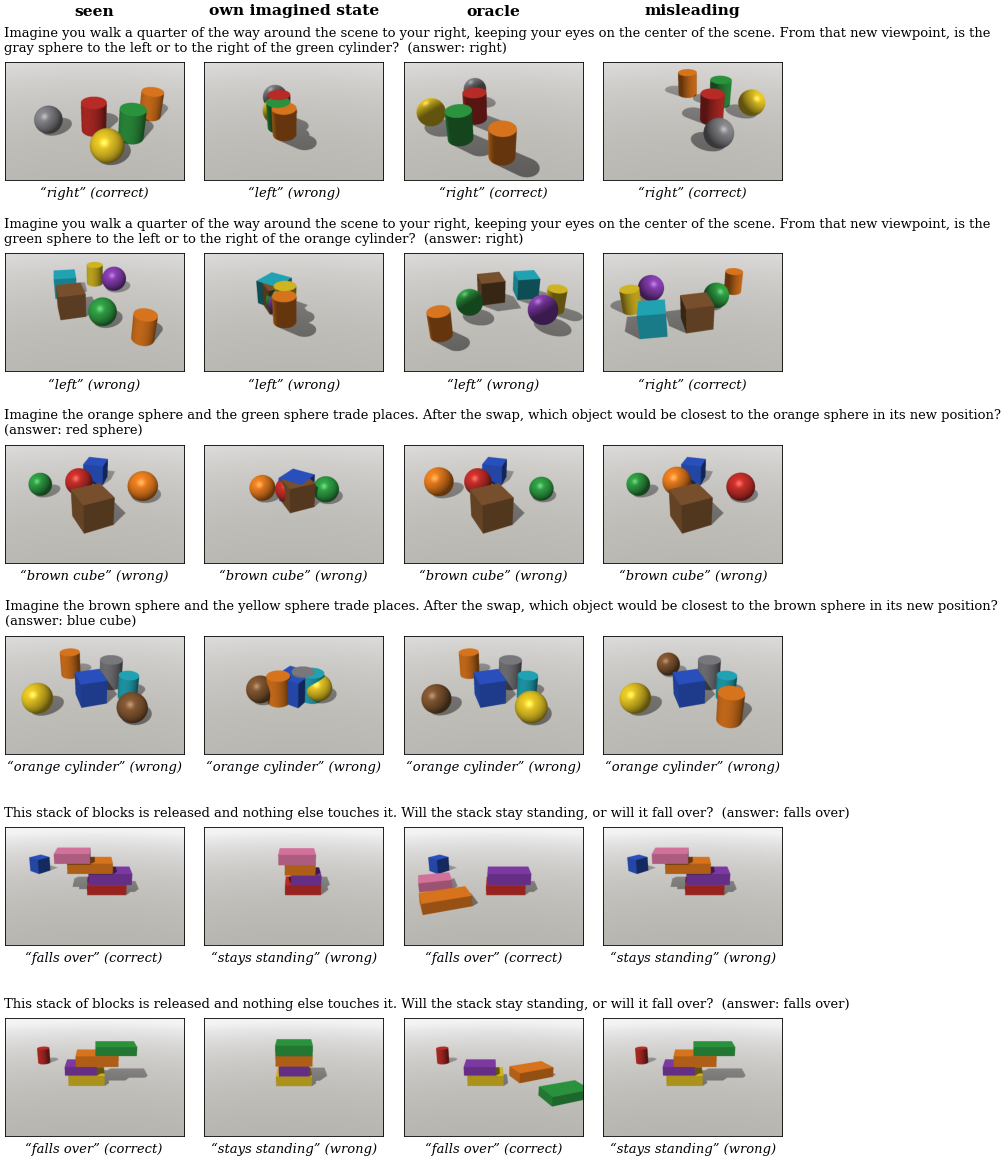 seen own imagined state oracle misleading
Imagine you walk a quarter of the way around the scene to your right, keeping your eyes on the center of the scene. From that new viewpoint, is the
gray sphere to the left or to the right of the green cylinder?  (answer: right)
“right” (correct) “left” (wrong) “right” (correct) “right” (correct)
Imagine you walk a quarter of the way around the scene to your right, keeping your eyes on the center of the scene. From that new viewpoint, is the
green sphere to the left or to the right of the orange cylinder?  (answer: right)
“left” (wrong) “left” (wrong) “left” (wrong) “right” (correct)
Imagine the orange sphere and the green sphere trade places. After the swap, which object would be closest to the orange sphere in its new position?
(answer: red sphere)
“brown cube” (wrong) “brown cube” (wrong) “brown cube” (wrong) “brown cube” (wrong)
Imagine the brown sphere and the yellow sphere trade places. After the swap, which object would be closest to the brown sphere in its new position?
(answer: blue cube)
“orange cylinder” (wrong) “orange cylinder” (wrong) “orange cylinder” (wrong) “orange cylinder” (wrong)
This stack of blocks is released and nothing else touches it. Will the stack stay standing, or will it fall over?  (answer: falls over)
“falls over” (correct) “stays standing” (wrong) “falls over” (correct) “stays standing” (wrong)
This stack of blocks is released and nothing else touches it. Will the stack stay standing, or will it fall over?  (answer: falls over)
“falls over” (correct) “stays standing” (wrong) “falls over” (correct) “stays standing” (wrong)